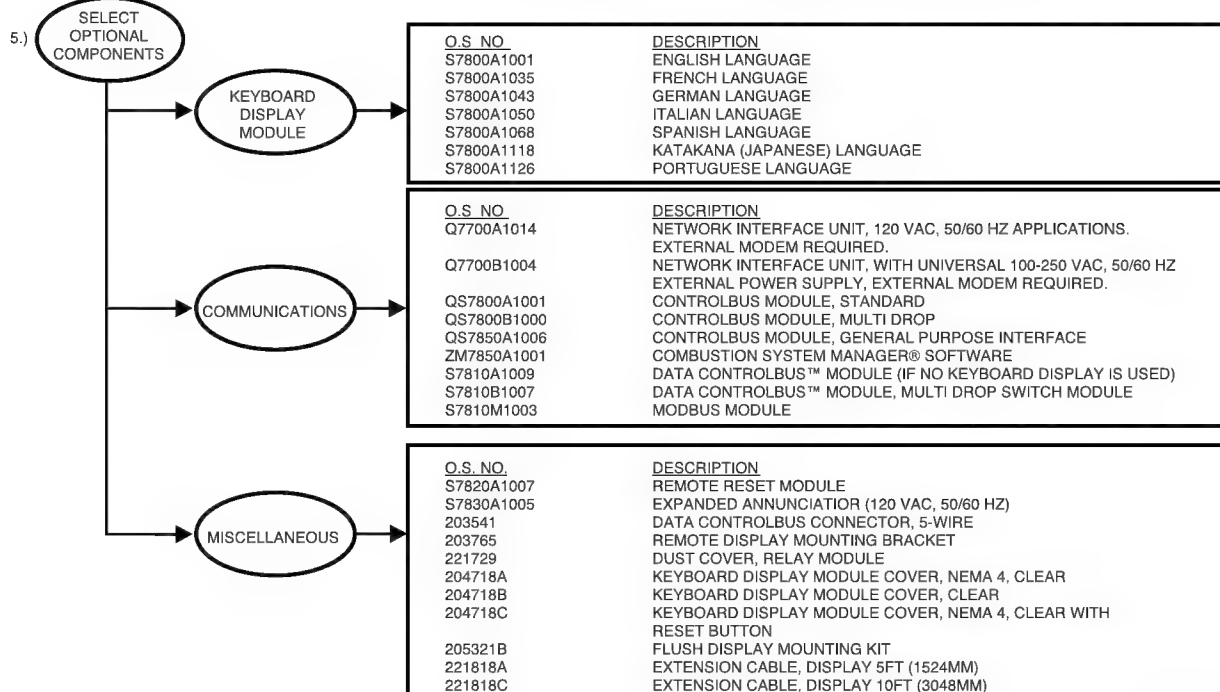 5.)
SELECT
OPTIONAL
COMPONENTS
KEYBOARD
DISPLAY
MODULE
O.S NO DESCRIPTION
S7800A1001 ENGLISH LANGUAGE
S7800A1035 FRENCH LANGUAGE
S7800A1043 GERMAN LANGUAGE
S7800A1050 ITALIAN LANGUAGE
S7800A1068 SPANISH LANGUAGE
S7800A1118 KATAKANA (JAPANESE) LANGUAGE
S7800A1126 PORTUGUESE LANGUAGE
COMMUNICATIONS
O.S NO DESCRIPTION
Q7700A1014 NETWORK INTERFACE UNIT, 120 VAC, 50/60 HZ APPLICATIONS.
EXTERNAL MODEM REQUIRED.
Q7700B1004 NETWORK INTERFACE UNIT, WITH UNIVERSAL 100-250 VAC, 50/60 HZ
EXTERNAL POWER SUPPLY, EXTERNAL MODEM REQUIRED.
QS7800A1001 CONTROLBUS MODULE, STANDARD
QS7800B1000 CONTROLBUS MODULE, MULTI DROP
QS7850A1006 CONTROLBUS MODULE, GENERAL PURPOSE INTERFACE
ZM7850A1001 COMBUSTION SYSTEM MANAGER® SOFTWARE
S7810A1009 DATA CONTROLBUS™ MODULE (IF NO KEYBOARD DISPLAY IS USED)
S7810B1007 DATA CONTROLBUS™ MODULE, MULTI DROP SWITCH MODULE
S7810M1003 MODBUS MODULE
MISCELLANEOUS
O.S. NO. DESCRIPTION
S7820A1007 REMOTE RESET MODULE
S7830A1005 EXPANDED ANNUNCIATIOR (120 VAC, 50/60 HZ)
203541 DATA CONTROLBUS CONNECTOR, 5-WIRE
203765 REMOTE DISPLAY MOUNTING BRACKET
221729 DUST COVER, RELAY MODULE
204718A KEYBOARD DISPLAY MODULE COVER, NEMA 4, CLEAR
204718B KEYBOARD DISPLAY MODULE COVER, CLEAR
204718C KEYBOARD DISPLAY MODULE COVER, NEMA 4, CLEAR WITH
RESET BUTTON
205321B FLUSH DISPLAY MOUNTING KIT
221818A EXTENSION CABLE, DISPLAY 5FT (1524MM)
221818C EXTENSION CABLE, DISPLAY 10FT (3048MM)